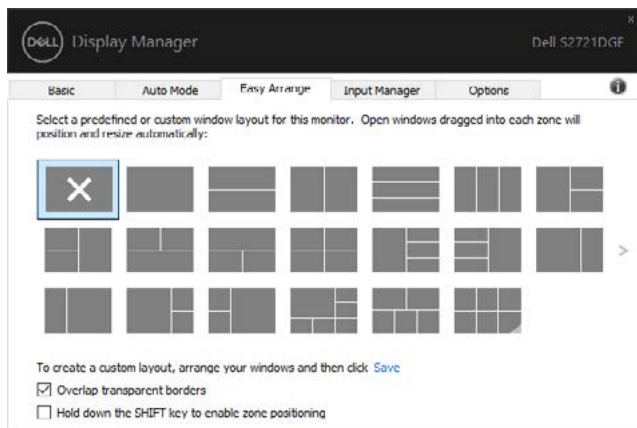 DELL Display Manager
Dell S2721DGF
Basic Auto Mode Easy Arrange Input Manager Options
Select a predefined or custom window layout for this monitor. Open windows dragged into each zone will
position and resize automatically:
To create a custom layout, arrange your windows and then click Save
Overlap transparent borders
Hold down the SHIFT key to enable zone positioning